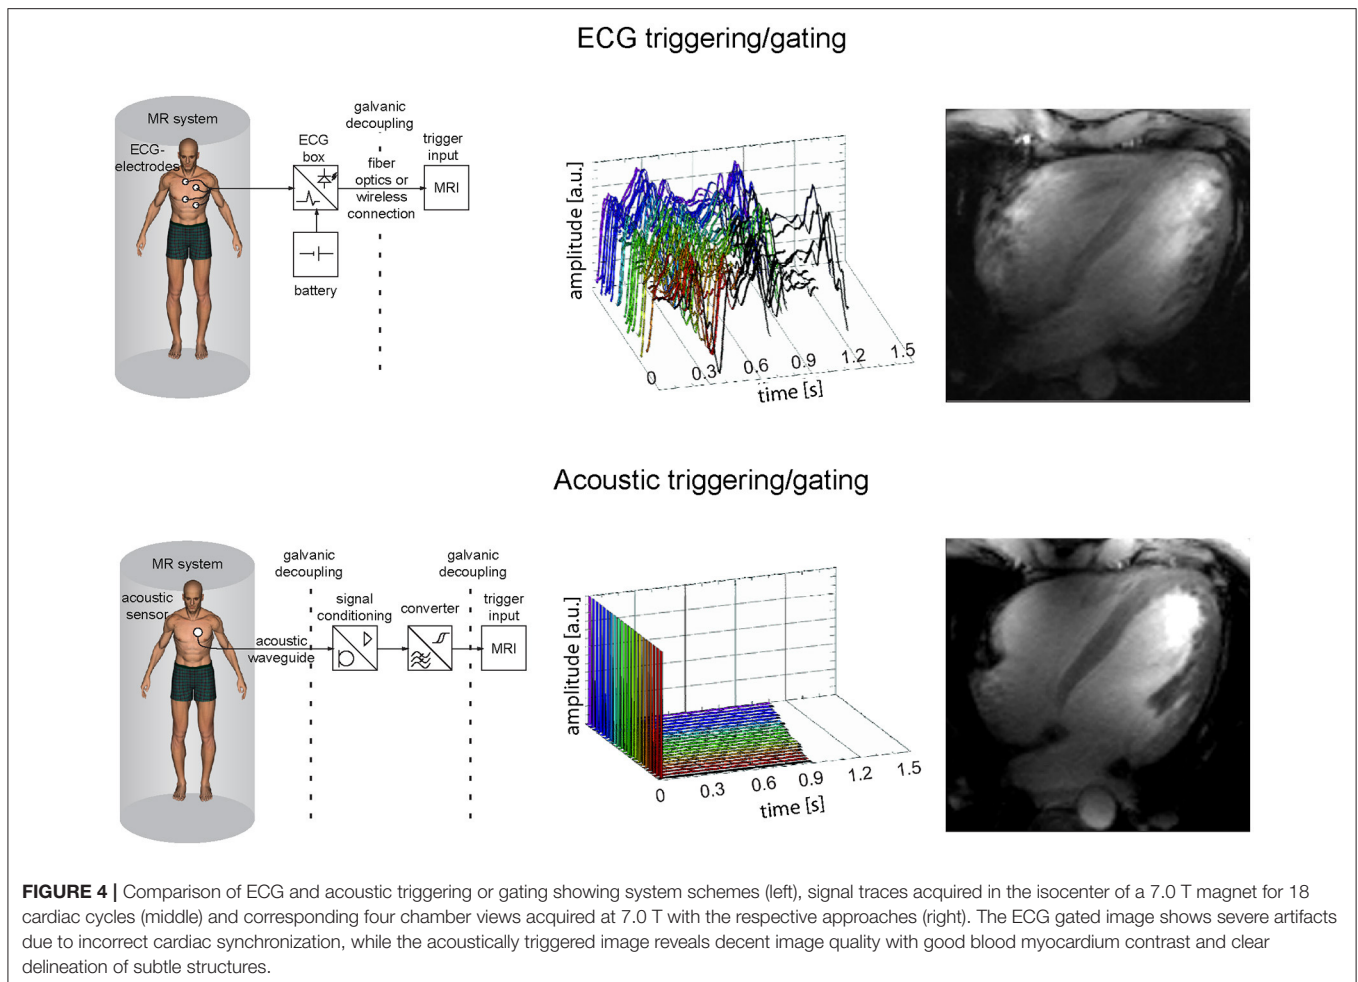 ECG triggering/gating
MR system
ECG-
electrodes
ECG
box
galvanic
decoupling
fiber
optics or
wireless
connection
trigger
input
MRI
battery
amplitude [a.u.]
0
0.3
0.6
0.9
1.2
1.5
time [s]
Acoustic triggering/gating
MR system
acoustic
sensor
acoustic
waveguide
galvanic
decoupling
signal
conditioning
converter
galvanic
decoupling
trigger
input
MRI
amplitude [a.u.]
0
0.3
0.6
0.9
1.2
1.5
time [s]
FIGURE 4 | Comparison of ECG and acoustic triggering or gating showing system schemes (left), signal traces acquired in the isocenter of a 7.0 T magnet for 18
cardiac cycles (middle) and corresponding four chamber views acquired at 7.0 T with the respective approaches (right). The ECG gated image shows severe artifacts
due to incorrect cardiac synchronization, while the acoustically triggered image reveals decent image quality with good blood myocardium contrast and clear
delineation of subtle structures.